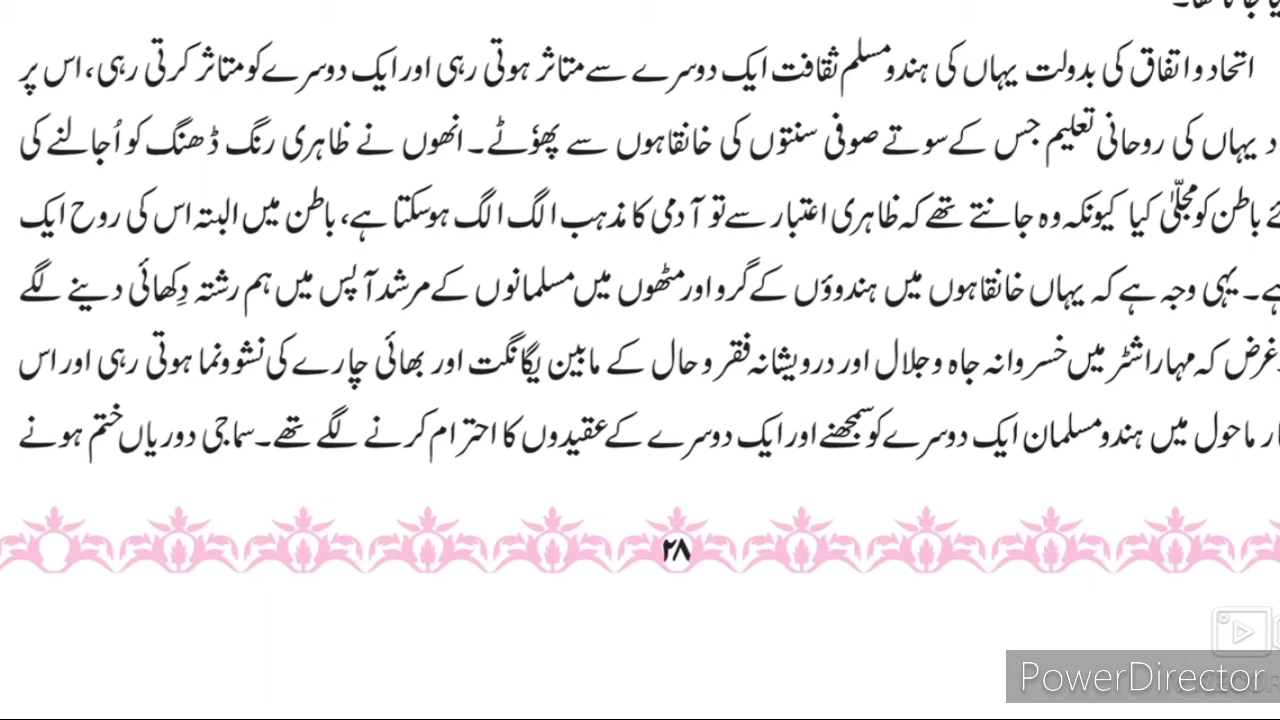 اتحاد و اتفاق کی بدولت یہاں کی ہندو مسلم ثقافت ایک دوسرے سے متاثر ہوتی رہی اور ایک دوسرے کو متاثر کرتی رہی، اس پر
یہاں کی روحانی تعلیم جس کے سوتے صوفی سنتوں کی خانقاہوں سے پھوٗٹے۔ انھوں نے ظاہری رنگ ڈھنگ کو اُجالنے کی
باطن کو مجلّیٰ کیا کیونکہ وہ جانتے تھے کہ ظاہری اعتبار سے تو آدمی کا مذہب الگ الگ ہو سکتا ہے، باطن میں البتہ اس کی روح ایک
ہے۔ یہی وجہ ہے کہ یہاں خانقاہوں میں ہندوؤں کے گرو اور مٹھوں میں مسلمانوں کے مرشد آپس میں ہم رشتہ دِکھائی دینے لگے
غرض کہ مہاراشٹر میں خسروانہ جاہ و جلال اور درویشانہ فقر و حال کے مابین یگانگت اور بھائی چارے کی نشوونما ہوتی رہی اور اس
ماحول میں ہندو مسلمان ایک دوسرے کو سمجھنے اور ایک دوسرے کے عقیدوں کا احترام کرنے لگے تھے۔ سماجی دوریاں ختم ہونے
۲۸
PowerDirector